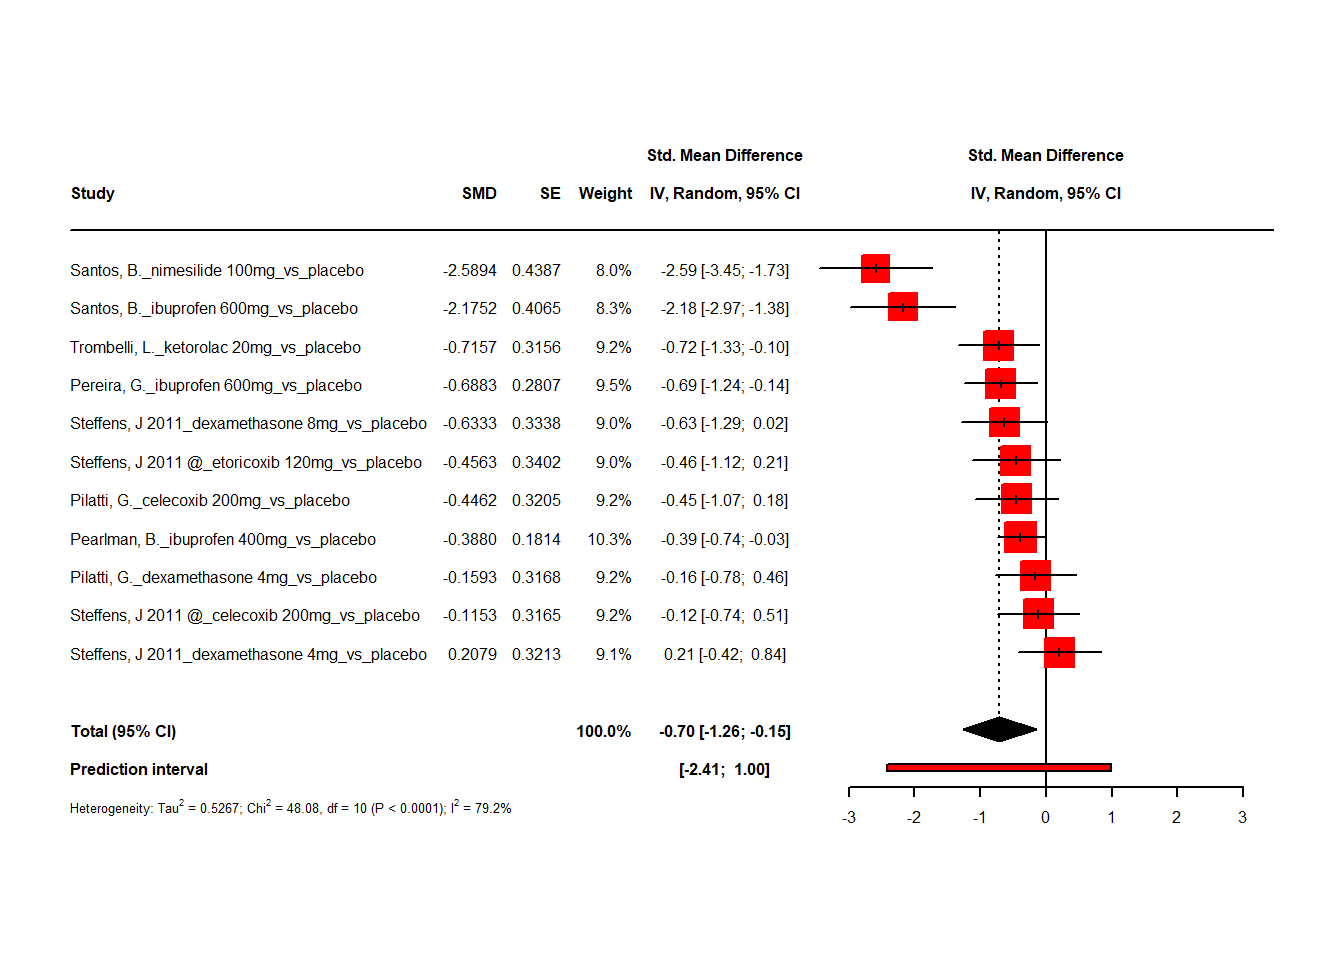 Std. Mean Difference Std. Mean Difference
Study SMD SE Weight IV, Random, 95% CI IV, Random, 95% CI
Santos, B._nimesilide 100mg_vs_placebo -2.5894 0.4387 8.0% -2.59 [-3.45; -1.73]
Santos, B._ibuprofen 600mg_vs_placebo -2.1752 0.4065 8.3% -2.18 [-2.97; -1.38]
Trombelli, L._ketorolac 20mg_vs_placebo -0.7157 0.3156 9.2% -0.72 [-1.33; -0.10]
Pereira, G._ibuprofen 600mg_vs_placebo -0.6883 0.2807 9.5% -0.69 [-1.24; -0.14]
Steffens, J 2011_dexamethasone 8mg_vs_placebo -0.6333 0.3338 9.0% -0.63 [-1.29; 0.02]
Steffens, J 2011 @_etoricoxib 120mg_vs_placebo -0.4563 0.3402 9.0% -0.46 [-1.12; 0.21]
Pilatti, G._celecoxib 200mg_vs_placebo -0.4462 0.3205 9.2% -0.45 [-1.07; 0.18]
Pearlman, B._ibuprofen 400mg_vs_placebo -0.3880 0.1814 10.3% -0.39 [-0.74; -0.03]
Pilatti, G._dexamethasone 4mg_vs_placebo -0.1593 0.3168 9.2% -0.16 [-0.78; 0.46]
Steffens, J 2011 @_celecoxib 200mg_vs_placebo -0.1153 0.3165 9.2% -0.12 [-0.74; 0.51]
Steffens, J 2011_dexamethasone 4mg_vs_placebo 0.2079 0.3213 9.1% 0.21 [-0.42; 0.84]
Total (95% CI) 100.0% -0.70 [-1.26; -0.15]
Prediction interval [-2.41; 1.00]
Heterogeneity: Tau² = 0.5267; Chi² = 48.08, df = 10 (P < 0.0001); I² = 79.2%
-3 -2 -1 0 1 2 3